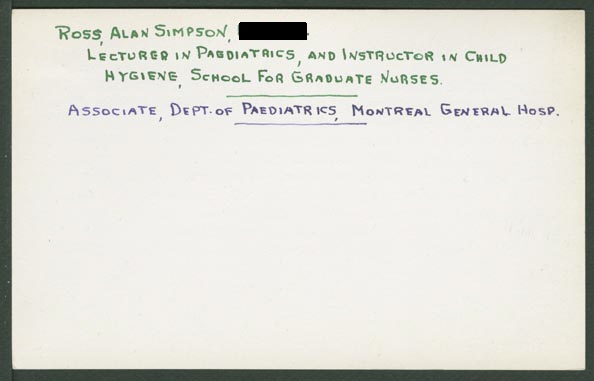 ROSS, ALAN SIMPSON,
LECTURER IN PAEDIATRICS, AND INSTRUCTOR IN CHILD
HYGIENE, SCHOOL FOR GRADUATE NURSES.
ASSOCIATE, DEPT. OF PAEDIATRICS, MONTREAL GENERAL HOSP.